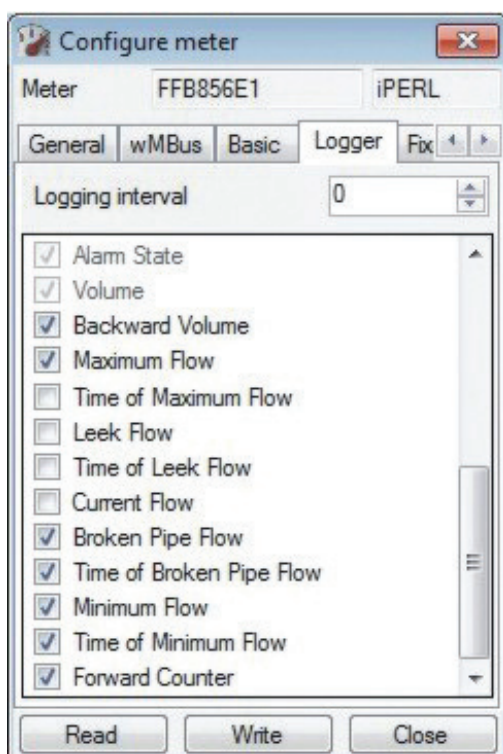 Configure meter
Meter FFB856E1 iPERL
General wMBus Basic Logger Fix
Logging interval 0
Alarm State
Volume
Backward Volume
Maximum Flow
Time of Maximum Flow
Leek Flow
Time of Leek Flow
Current Flow
Broken Pipe Flow
Time of Broken Pipe Flow
Minimum Flow
Time of Minimum Flow
Forward Counter
Read Write Close